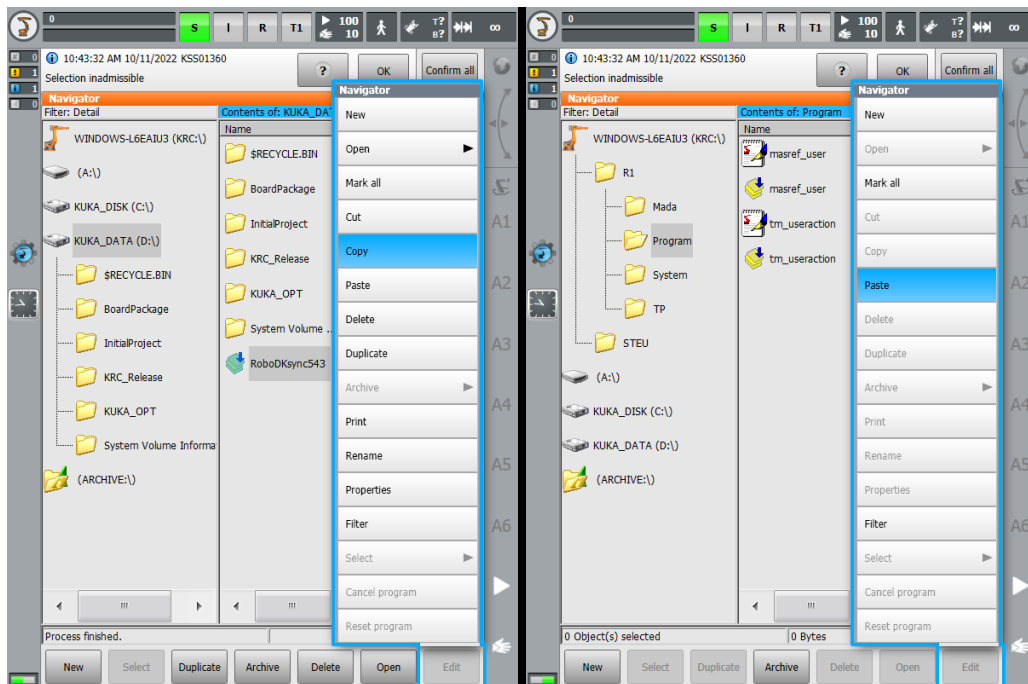 0
S I R T1 100 10 T? B? ∞
0 10:43:32 AM 10/11/2022 KSS01360
1 Selection inadmissible
1
0
? OK Confirm all
Navigator
Filter: Detail Contents of: KUKA_DA
Name
WINDOWS-L6EAIU3 (KRC:\)
(A:\)
KUKA_DISK (C:\)
KUKA_DATA (D:\)
$RECYCLE.BIN
BoardPackage
InitialProject
KRC_Release
KUKA_OPT
System Volume Informa
(ARCHIVE:\)
$RECYCLE.BIN
BoardPackage
InitialProject
KRC_Release
KUKA_OPT
System Volume ..
RoboDKsync543
Navigator
New
Open
Mark all
Cut
Copy
Paste
Delete
Duplicate
Archive
Print
Rename
Properties
Filter
Select
Cancel program
Reset program
A1
A2
A3
A4
A5
A6
Process finished.
New Select Duplicate Archive Delete Open Edit
0
S I R T1 100 10 T? B? ∞
0 10:43:32 AM 10/11/2022 KSS01360
1 Selection inadmissible
1
0
? OK Confirm all
Navigator
Filter: Detail Contents of: Program
Name
WINDOWS-L6EAIU3 (KRC:\)
R1
Mada
Program
System
TP
STEU
(A:\)
KUKA_DISK (C:\)
KUKA_DATA (D:\)
(ARCHIVE:\)
masref_user
masref_user
tm_useraction
tm_useraction
Navigator
New
Open
Mark all
Cut
Copy
Paste
Delete
Duplicate
Archive
Print
Rename
Properties
Filter
Select
Cancel program
Reset program
A1
A2
A3
A4
A5
A6
0 Object(s) selected 0 Bytes
New Select Duplicate Archive Delete Open Edit